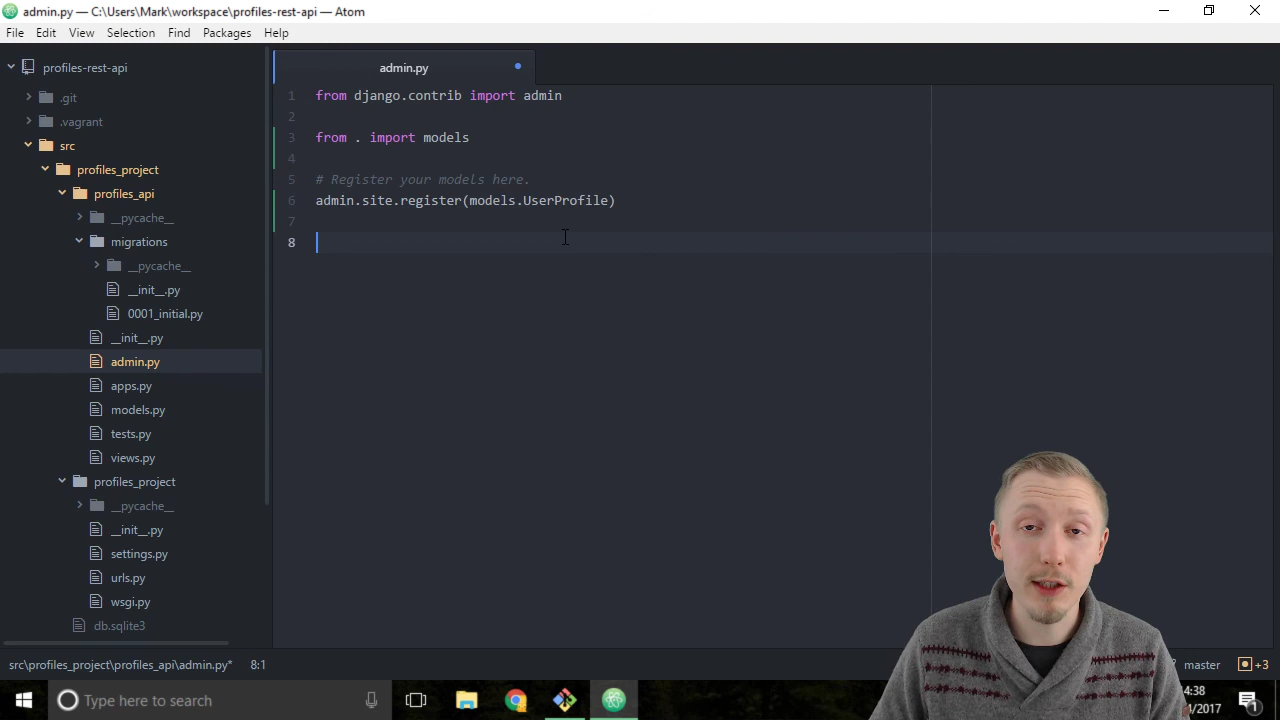 admin.py — C:\Users\Mark\workspace\profiles-rest-api — Atom
File Edit View Selection Find Packages Help
profiles-rest-api
.git
.vagrant
src
profiles_project
profiles_api
__pycache__
migrations
__pycache__
__init__.py
0001_initial.py
__init__.py
admin.py
apps.py
models.py
tests.py
views.py
profiles_project
__pycache__
__init__.py
settings.py
urls.py
wsgi.py
db.sqlite3
admin.py
1 from django.contrib import admin
2
3 from . import models
4
5 # Register your models here.
6 admin.site.register(models.UserProfile)
7
8
src\profiles_project\profiles_api\admin.py* 8:1
master +3
Type here to search
4:38
2017
1